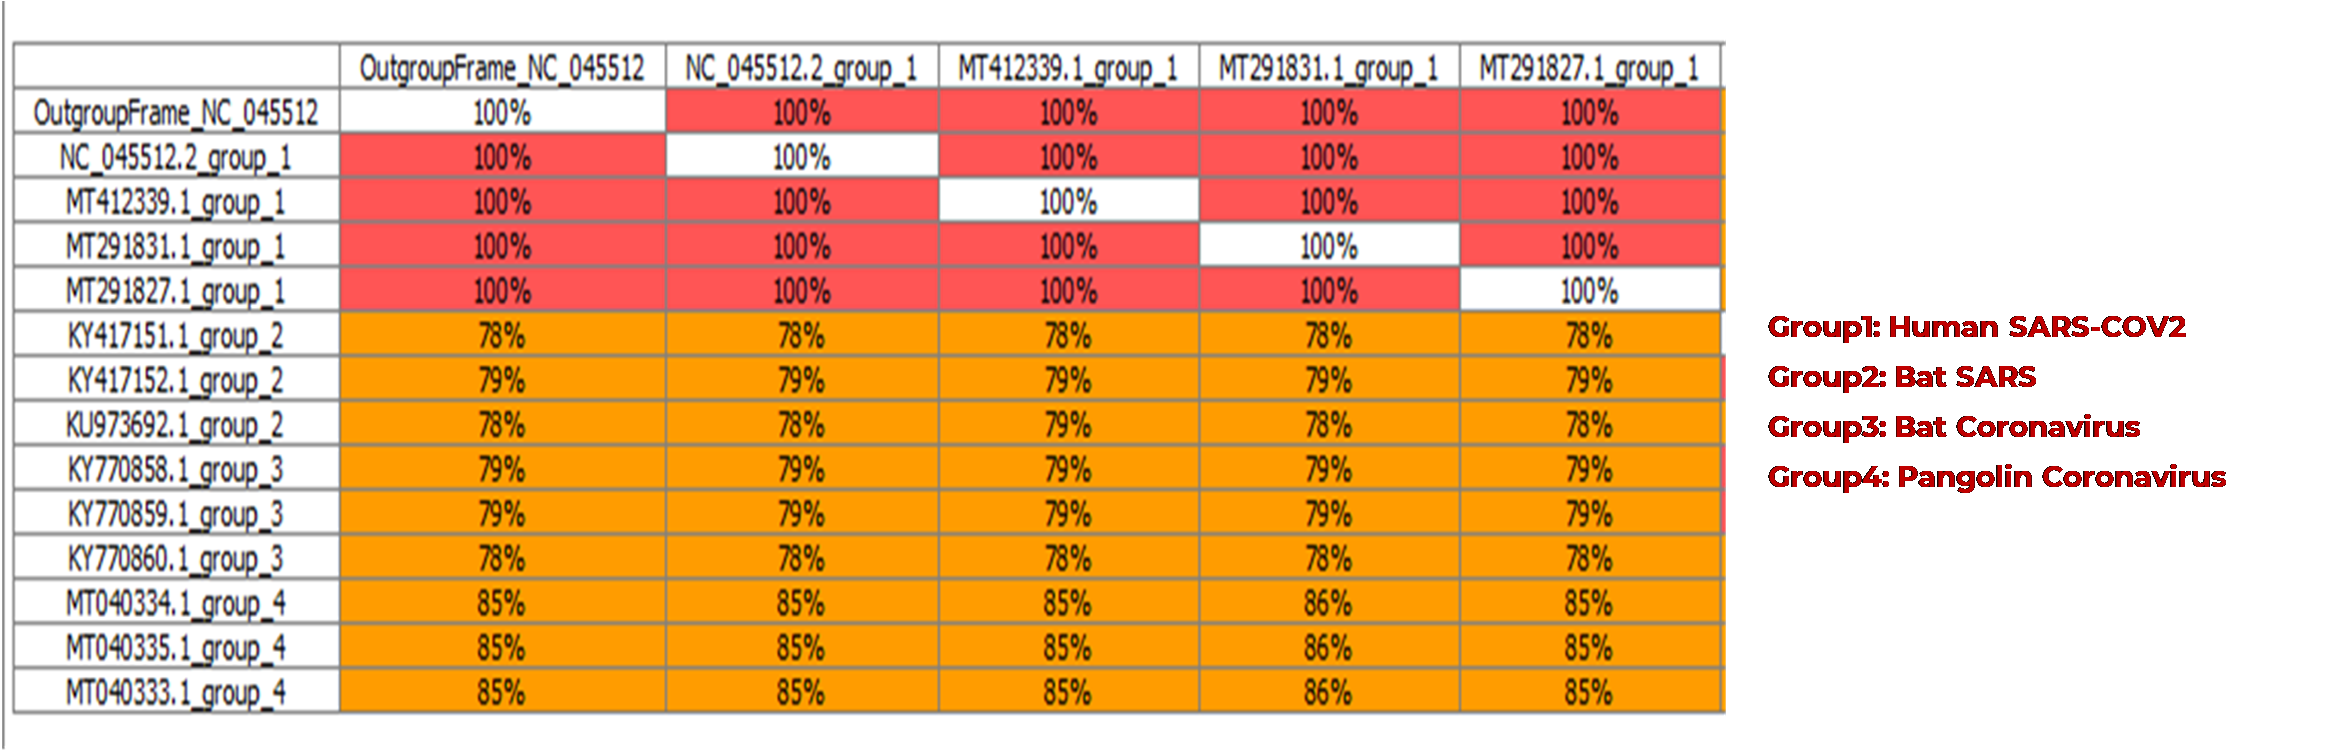 OutgroupFrame_NC_045512 NC_045512.2_group_1 MT412339.1_group_1 MT291831.1_group_1 MT291827.1_group_1
OutgroupFrame_NC_045512 100% 100% 100% 100% 100%
NC_045512.2_group_1 100% 100% 100% 100% 100%
MT412339.1_group_1 100% 100% 100% 100% 100%
MT291831.1_group_1 100% 100% 100% 100% 100%
MT291827.1_group_1 100% 100% 100% 100% 100%
KY417151.1_group_2 78% 78% 78% 78% 78%
KY417152.1_group_2 79% 79% 79% 79% 79%
KU973692.1_group_2 78% 78% 79% 78% 78%
KY770858.1_group_3 79% 79% 79% 79% 79%
KY770859.1_group_3 79% 79% 79% 79% 79%
KY770860.1_group_3 78% 78% 78% 78% 78%
MT040334.1_group_4 85% 85% 85% 86% 85%
MT040335.1_group_4 85% 85% 85% 86% 85%
MT040333.1_group_4 85% 85% 85% 86% 85%
Group1: Human SARS-COV2
Group2: Bat SARS
Group3: Bat Coronavirus
Group4: Pangolin Coronavirus